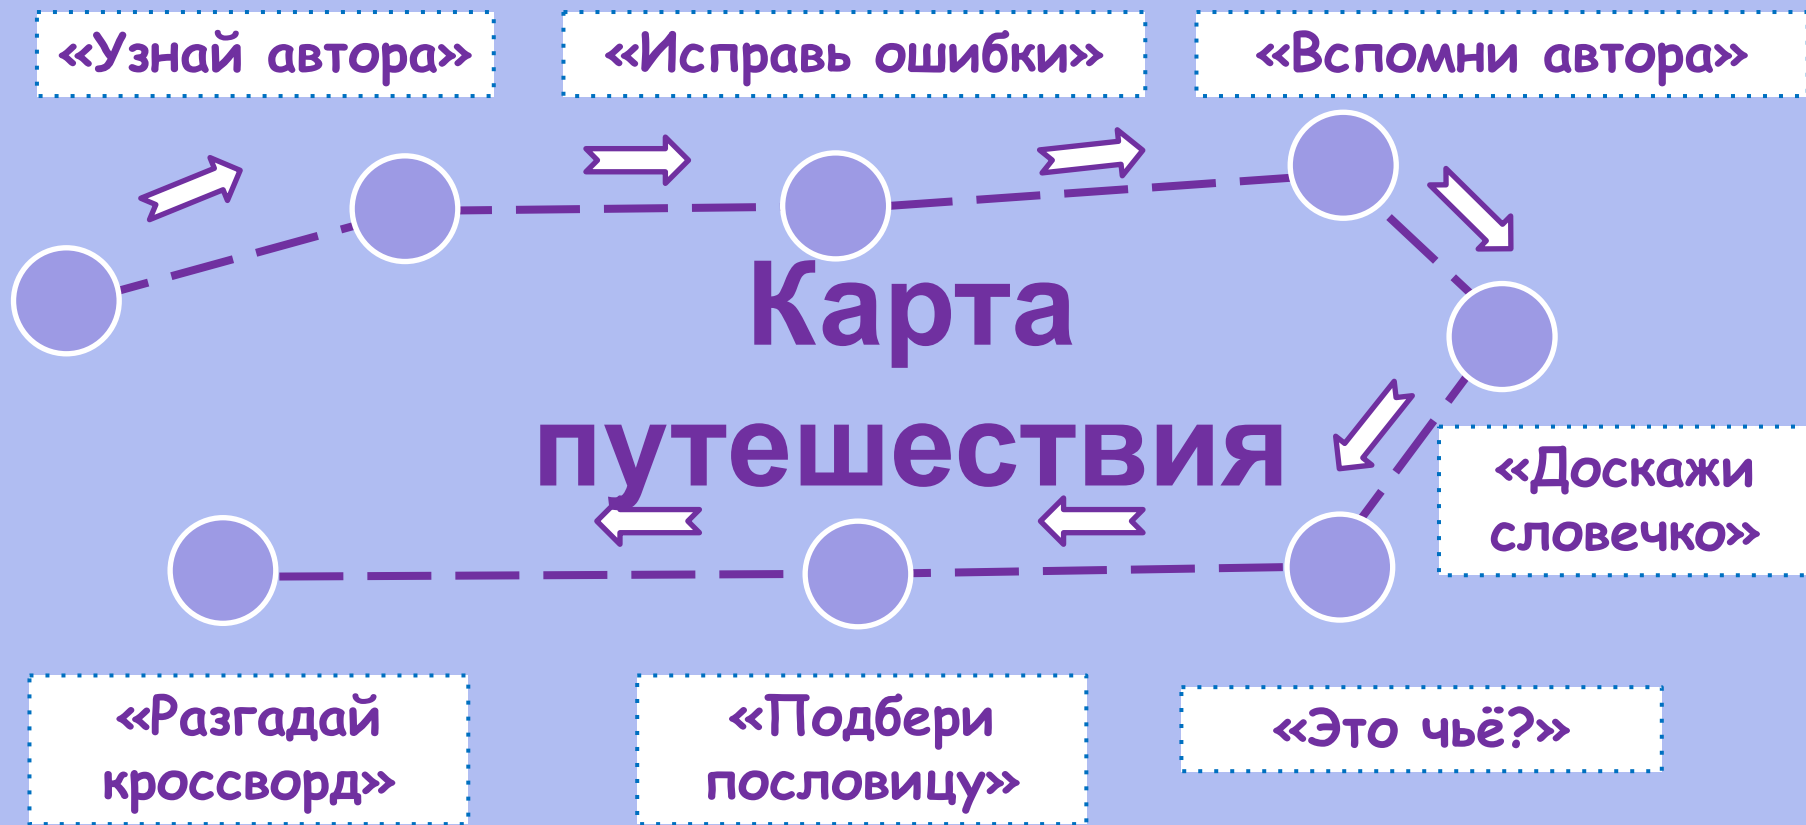 «Узнай автора»
«Исправь ошибки»
«Вспомни автора»
Карта
путешествия
«Доскажи
словечко»
«Разгадай
кроссворд»
«Подбери
пословицу»
«Это чьё?»